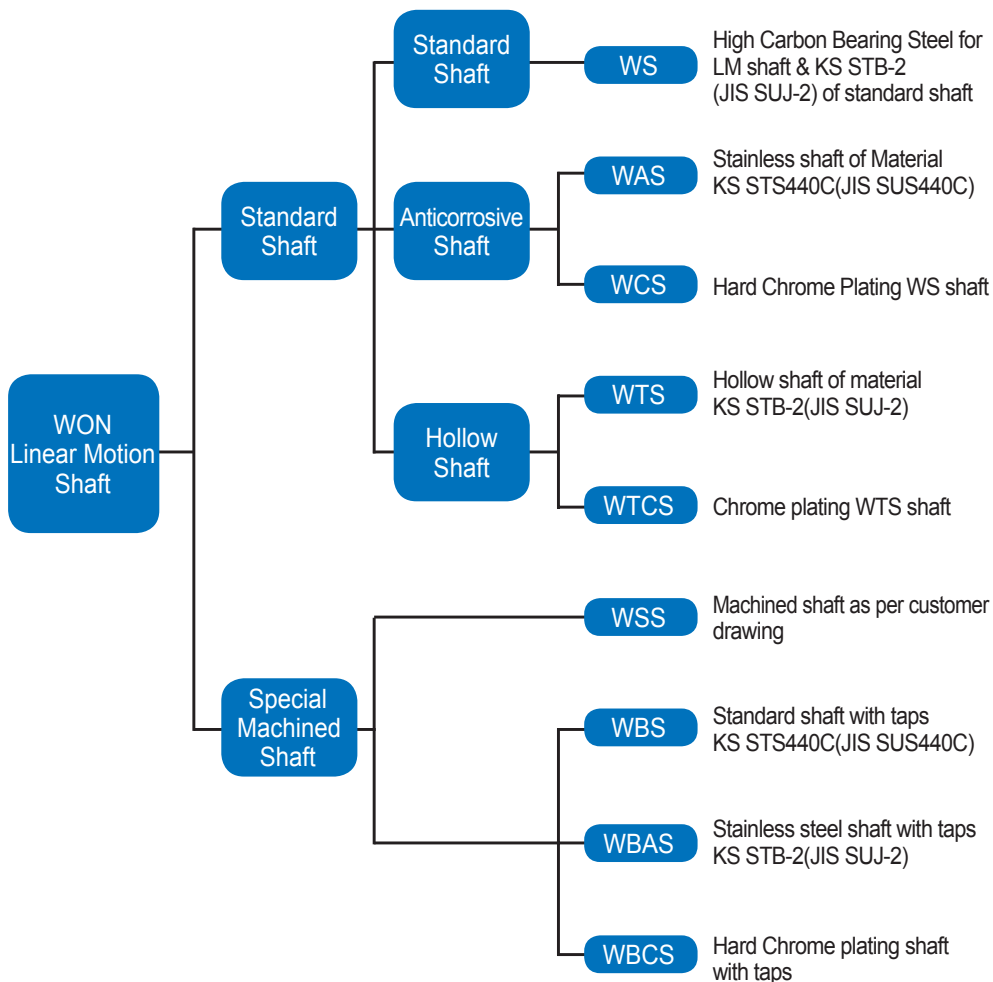 WON
Linear Motion
Shaft
Standard
Shaft
Special
Machined
Shaft
Standard
Shaft
Anticorrosive
Shaft
Hollow
Shaft
WS
High Carbon Bearing Steel for
LM shaft & KS STB-2
(JIS SUJ-2) of standard shaft
WAS
Stainless shaft of Material
KS STS440C(JIS SUS440C)
WCS
Hard Chrome Plating WS shaft
WTS
Hollow shaft of material
KS STB-2(JIS SUJ-2)
WTCS
Chrome plating WTS shaft
WSS
Machined shaft as per customer
drawing
WBS
Standard shaft with taps
KS STS440C(JIS SUS440C)
WBAS
Stainless steel shaft with taps
KS STB-2(JIS SUJ-2)
WBCS
Hard Chrome plating shaft
with taps